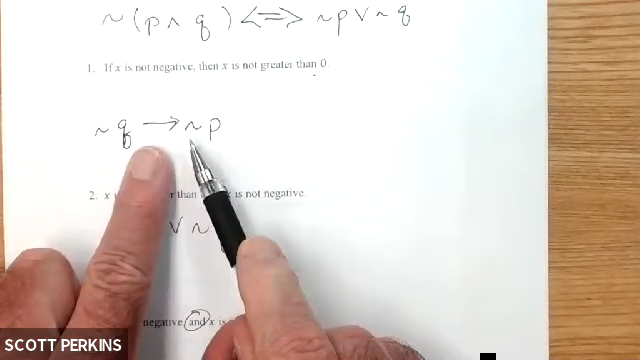 ~(p ∧ q) <=> ~p ∨ ~q
1. If x is not negative, then x is not greater than 0.
~q → ~p
2. x is than is not negative.
∨ ~
negative, and x is
SCOTT PERKINS